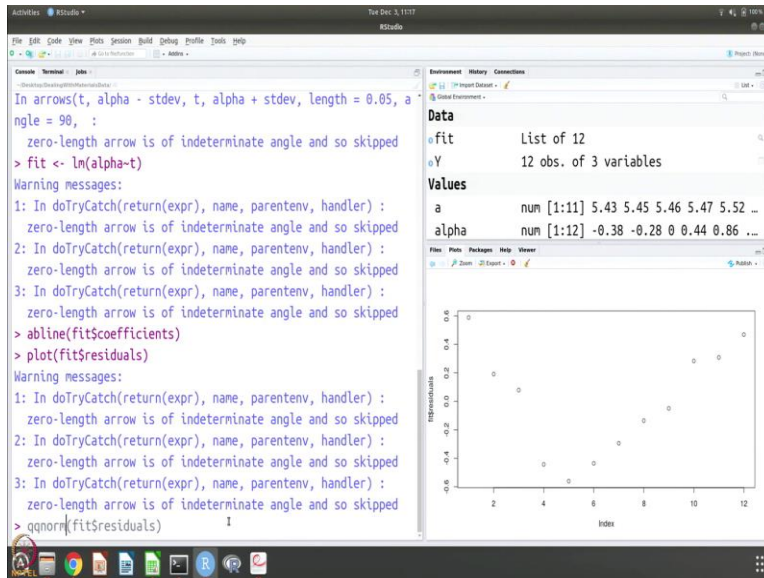 Activities RStudio ▾
Tue Dec 3, 11:17
100%
RStudio
File Edit Code View Plots Session Build Debug Profile Tools Help
Go to file/function
Addins ▾
Project: (None)
Console Terminal Jobs
In arrows(t, alpha - stdev, t, alpha + stdev, length = 0.05, a
ngle = 90, :
zero-length arrow is of indeterminate angle and so skipped
> fit <- lm(alpha~t)
Warning messages:
1: In doTryCatch(return(expr), name, parentenv, handler) :
zero-length arrow is of indeterminate angle and so skipped
2: In doTryCatch(return(expr), name, parentenv, handler) :
zero-length arrow is of indeterminate angle and so skipped
3: In doTryCatch(return(expr), name, parentenv, handler) :
zero-length arrow is of indeterminate angle and so skipped
> abline(fit$coefficients)
> plot(fit$residuals)
Warning messages:
1: In doTryCatch(return(expr), name, parentenv, handler) :
zero-length arrow is of indeterminate angle and so skipped
2: In doTryCatch(return(expr), name, parentenv, handler) :
zero-length arrow is of indeterminate angle and so skipped
3: In doTryCatch(return(expr), name, parentenv, handler) :
zero-length arrow is of indeterminate angle and so skipped
> qqnorm(fit$residuals)
Environment History Connections
Import Dataset ▾
List ▾
Global Environment ▾
Data
fit List of 12
Y 12 obs. of 3 variables
Values
a num [1:11] 5.43 5.45 5.46 5.47 5.52 …
alpha num [1:12] -0.38 -0.28 0 0.44 0.86 ...
Files Plots Packages Help Viewer
Zoom Export ▾
Publish ▾
fit$residuals
0.6
0.4
0.2
0.0
-0.2
-0.4
-0.6
2 4 6 8 10 12
Index
NPTEL